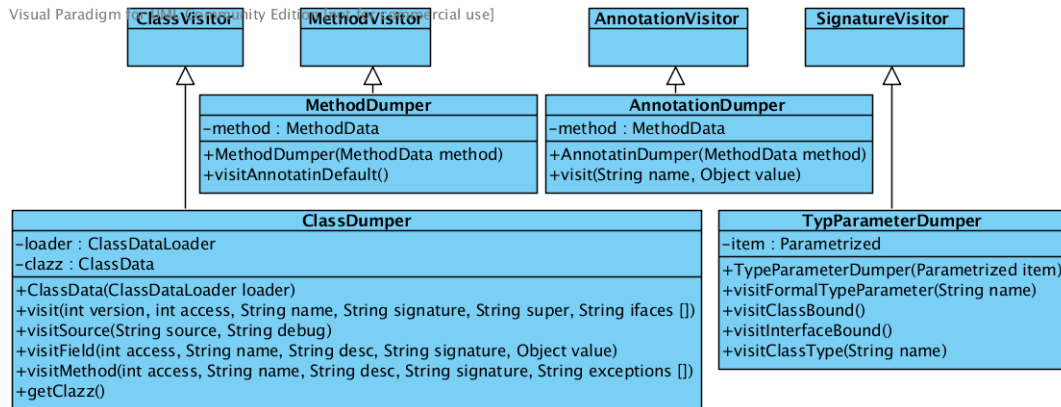 Visual Paradigm for UML Community Edition [not for commercial use]
ClassVisitor
MethodVisitor
AnnotationVisitor
SignatureVisitor
MethodDumper
-method : MethodData
+MethodDumper(MethodData method)
+visitAnnotatinDefault()
AnnotationDumper
-method : MethodData
+AnnotatinDumper(MethodData method)
+visit(String name, Object value)
ClassDumper
-loader : ClassDataLoader
-clazz : ClassData
+ClassData(ClassDataLoader loader)
+visit(int version, int access, String name, String signature, String super, String ifaces [])
+visitSource(String source, String debug)
+visitField(int access, String name, String desc, String signature, Object value)
+visitMethod(int access, String name, String desc, String signature, String exceptions [])
+getClazz()
TypParameterDumper
-item : Parametrized
+TypeParameterDumper(Parametrized item)
+visitFormalTypeParameter(String name)
+visitClassBound()
+visitInterfaceBound()
+visitClassType(String name)